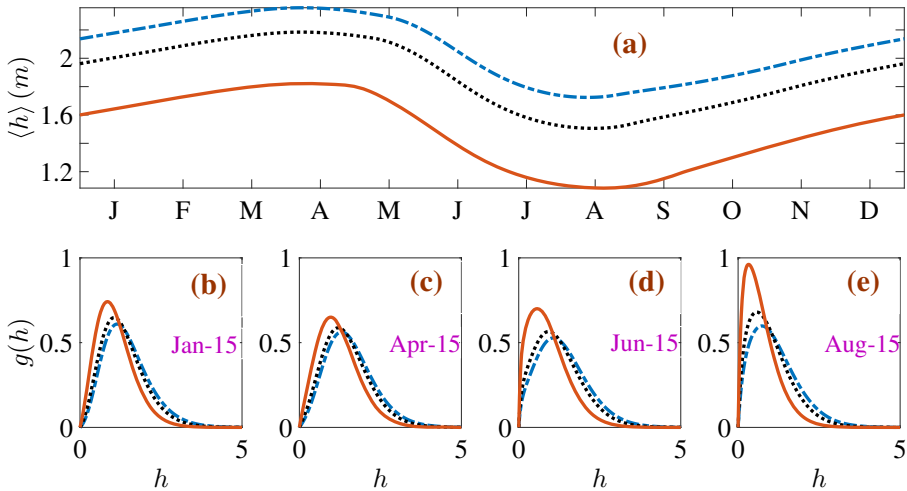 (a)
⟨h⟩ (m)
2
1.6
1.2
J F M A M J J A S O N D
(b) (c) (d) (e)
Jan-15 Apr-15 Jun-15 Aug-15
g(h)
1 1 1 1
0.5 0.5 0.5 0.5
0 0 0 0
0 5 0 5 0 5 0 5
h h h h